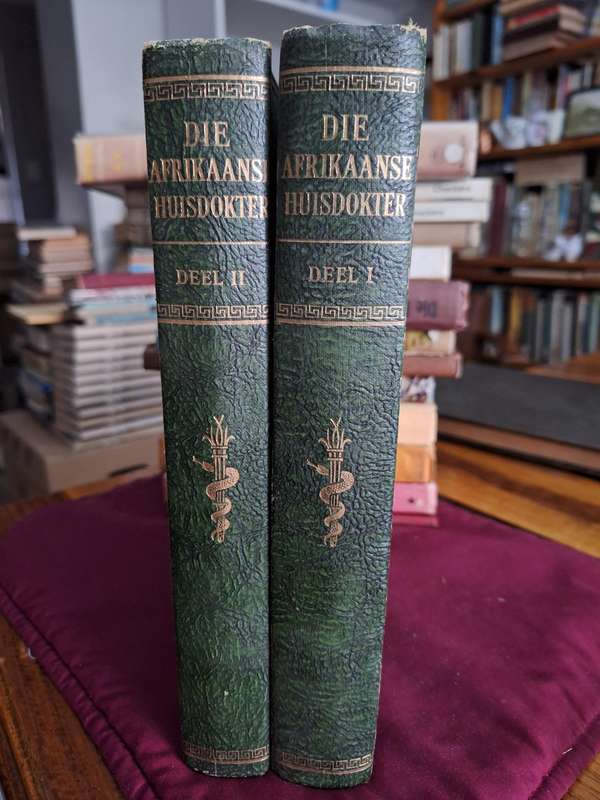 DIE
AFRIKAANSE
HUISDOKTER
DEEL II
DIE
AFRIKAANSE
HUISDOKTER
DEEL I